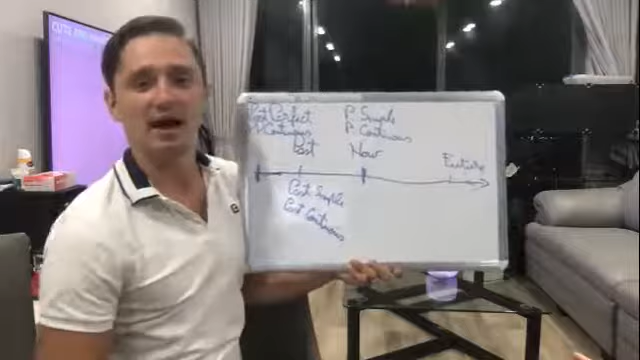 Past Perfect
P. Continuous
Past
P. Simple
P. Continuous
Now
Future
Past Simple
Past Continuous